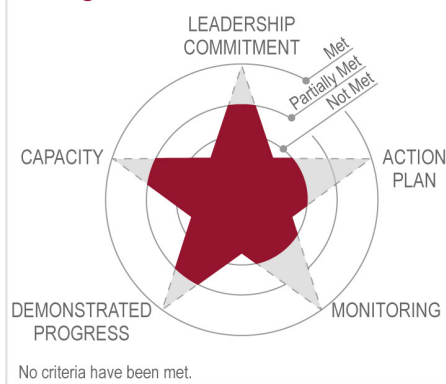 LEADERSHIP
COMMITMENT
Met
Partially Met
Not Met
CAPACITY
ACTION
PLAN
DEMONSTRATED
PROGRESS
MONITORING
No criteria have been met.